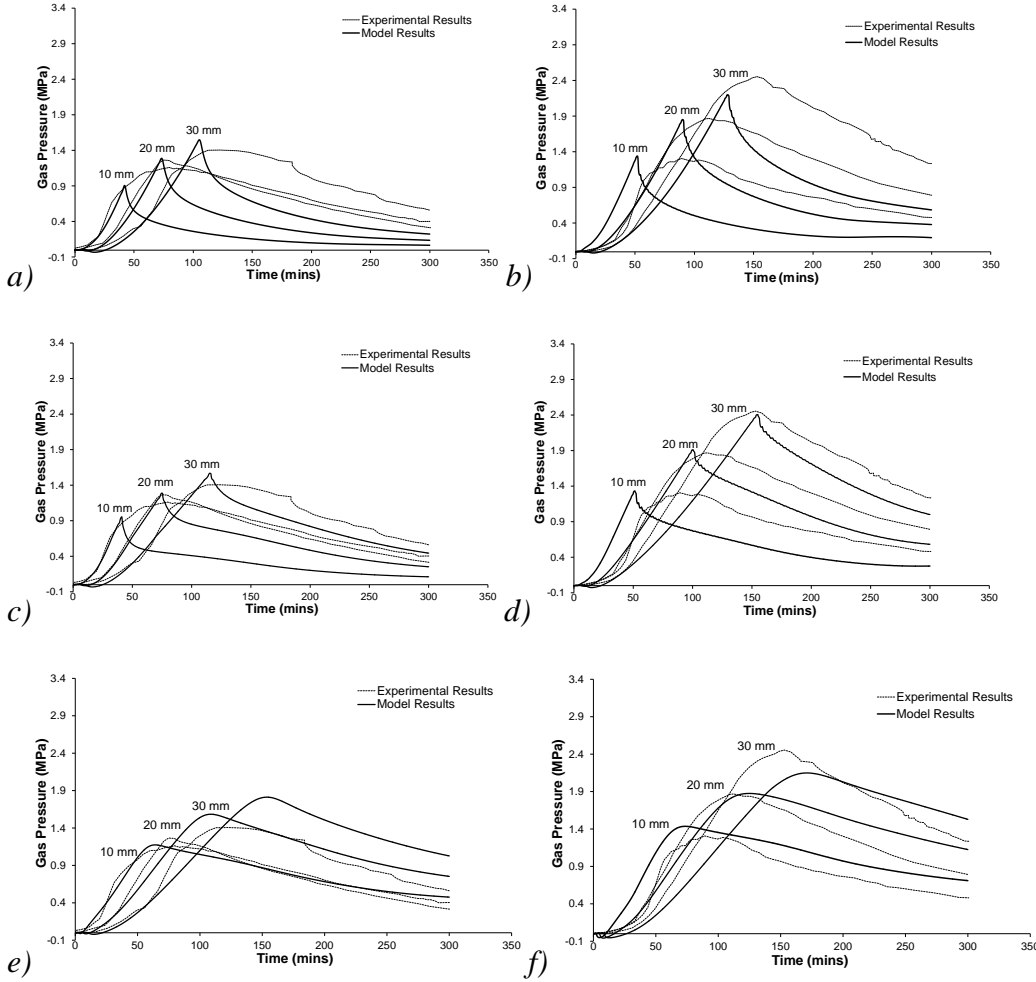 3.4
2.9
2.4
1.9
1.4
0.9
0.4
-0.1
Gas Pressure (MPa)
Experimental Results
Model Results
10 mm
20 mm
30 mm
0 50 100 150 200 250 300 350
Time (mins)
a)
3.4
2.9
2.4
1.9
1.4
0.9
0.4
-0.1
Gas Pressure (MPa)
Experimental Results
Model Results
10 mm
20 mm
30 mm
0 50 100 150 200 250 300 350
Time (mins)
b)
3.4
2.9
2.4
1.9
1.4
0.9
0.4
-0.1
Gas Pressure (MPa)
Experimental Results
Model Results
10 mm
20 mm
30 mm
0 50 100 150 200 250 300 350
Time (mins)
c)
3.4
2.9
2.4
1.9
1.4
0.9
0.4
-0.1
Gas Pressure (MPa)
Experimental Results
Model Results
10 mm
20 mm
30 mm
0 50 100 150 200 250 300 350
Time (mins)
d)
3.4
2.9
2.4
1.9
1.4
0.9
0.4
-0.1
Gas Pressure (MPa)
Experimental Results
Model Results
10 mm
20 mm
30 mm
0 50 100 150 200 250 300 350
Time (mins)
e)
3.4
2.9
2.4
1.9
1.4
0.9
0.4
-0.1
Gas Pressure (MPa)
Experimental Results
Model Results
10 mm
20 mm
30 mm
0 50 100 150 200 250 300 350
Time (mins)
f)